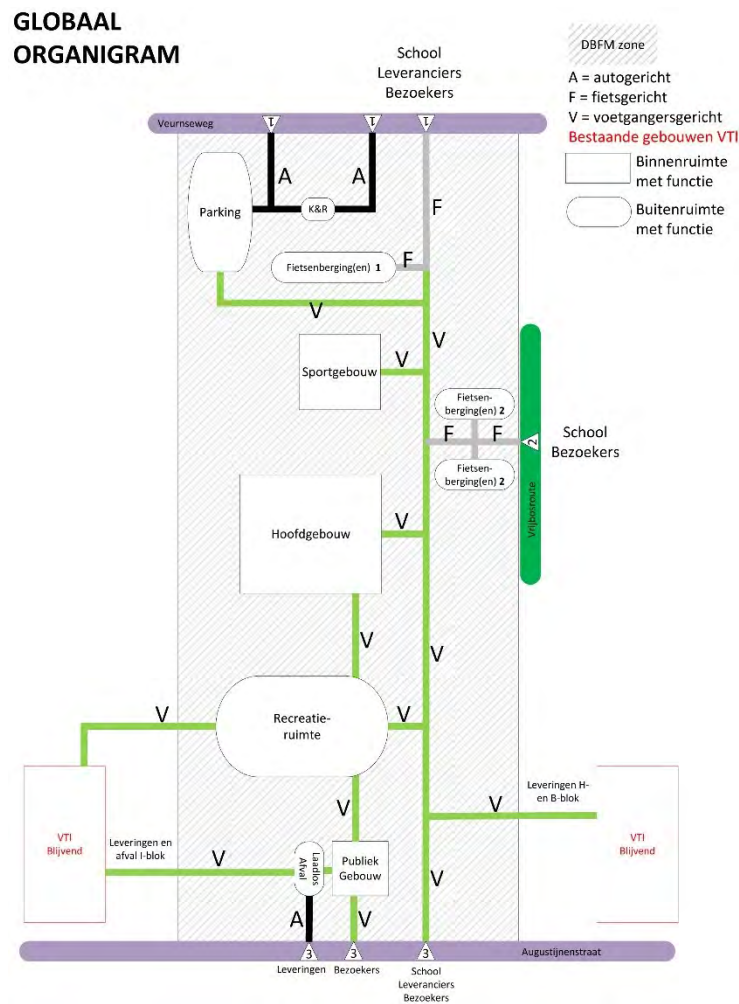 GLOBAAL
ORGANIGRAM
School
Leveranciers
Bezoekers
DBFM zone
A = autogericht
F = fietsgericht
V = voetgangersgericht
Bestaande gebouwen VTI
Binnenruimte
met functie
Buitenruimte
met functie
Veurnseweg
1
1
1
A
A
F
Parking
K&R
Fietsenberging(en) 1
F
V
V
Sportgebouw
V
Fietsen-
berging(en) 2
F
F
2
School
Bezoekers
Fietsen-
berging(en) 2
Vrijbosroute
Hoofdgebouw
V
V
V
Recreatie-
ruimte
V
V
VTI
Blijvend
Leveringen H-
en B-blok
V
VTI
Blijvend
V
Leveringen en
afval I-blok
V
Laadlos
Afval
Publiek
Gebouw
A
V
V
3
3
3
Augustijnenstraat
Leveringen
Bezoekers
School
Leveranciers
Bezoekers